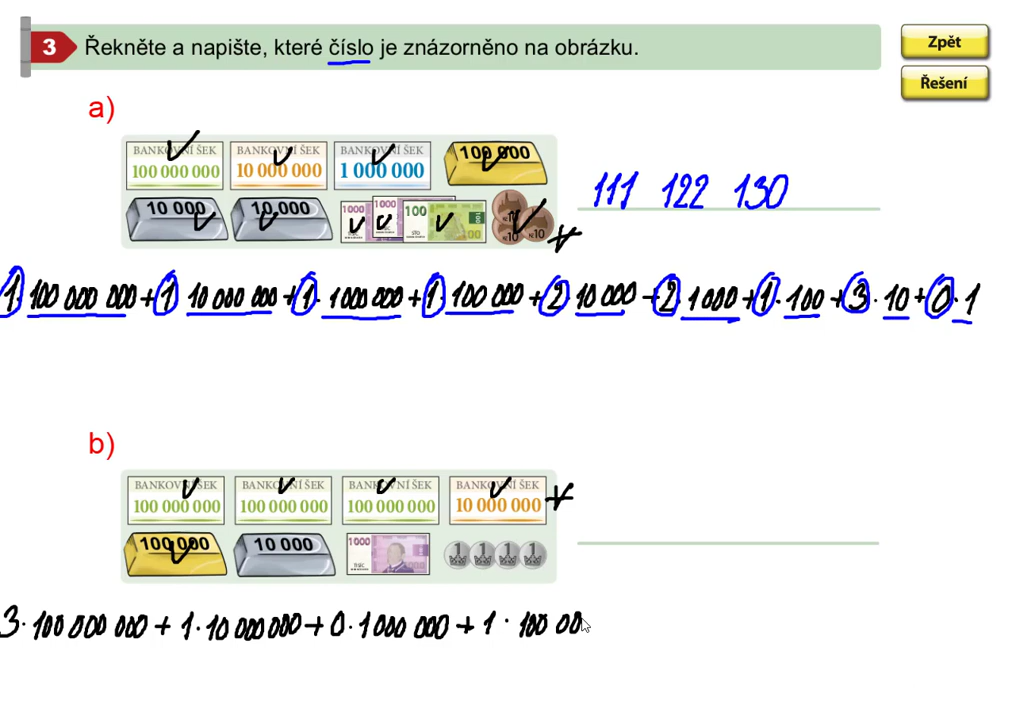 3 Řekněte a napište, které číslo je znázorněno na obrázku.
Zpět
Řešení
a)
BANKOVNÍ ŠEK BANKOVNÍ ŠEK BANKOVNÍ ŠEK 100 000
100 000 000 10 000 000 1 000 000
111 122 130
10 000 10 000 1000 1000 100 100 10 10 10
1 · 100 000 000 + 1 10 000 000 + 1 · 1 000 000 + 1 · 100 000 + 2 10 000 + 2 1 000 + 1 · 100 + 3 · 10 + 0 · 1
b)
BANKOVNÍ ŠEK BANKOVNÍ ŠEK BANKOVNÍ ŠEK BANKOVNÍ ŠEK
100 000 000 100 000 000 100 000 000 10 000 000
100 000 10 000 1000 1 1 1 1
3 · 100 000 000 + 1 · 10 000 000 + 0 · 1 000 000 + 1 · 100 00